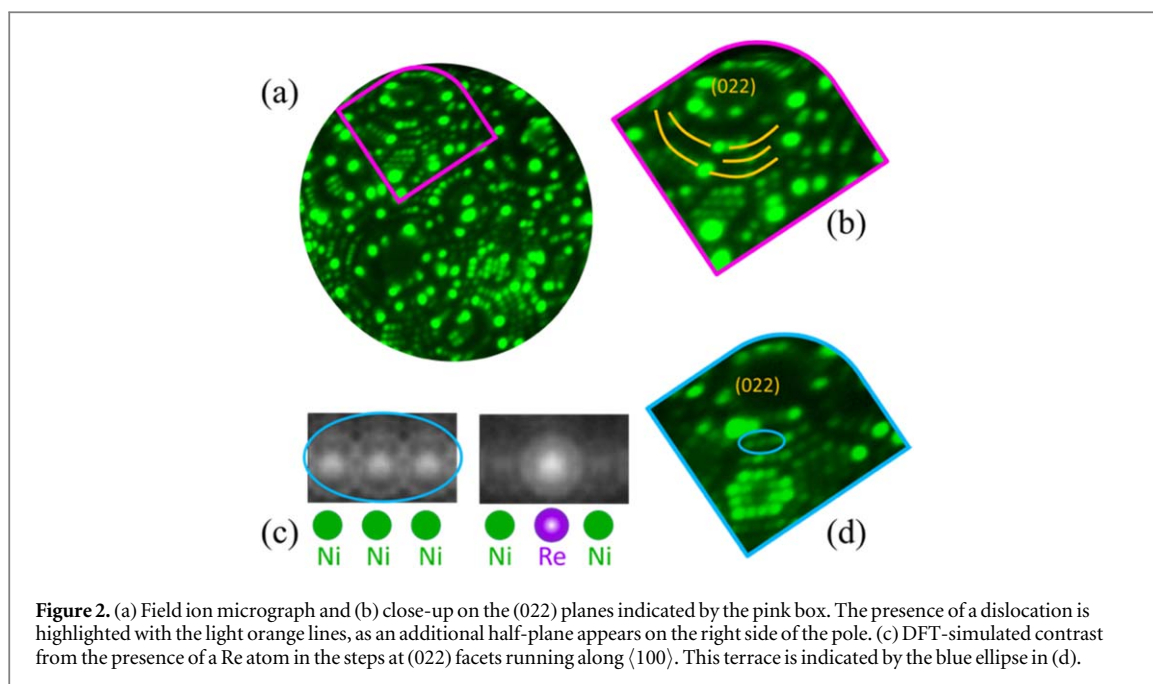 (a)
(022)
(b)
(022)
(c)
Ni Ni Ni
Ni Re Ni
(d)
Figure 2. (a) Field ion micrograph and (b) close-up on the (022) planes indicated by the pink box. The presence of a dislocation is
highlighted with the light orange lines, as an additional half-plane appears on the right side of the pole. (c) DFT-simulated contrast
from the presence of a Re atom in the steps at (022) facets running along ⟨100⟩. This terrace is indicated by the blue ellipse in (d).